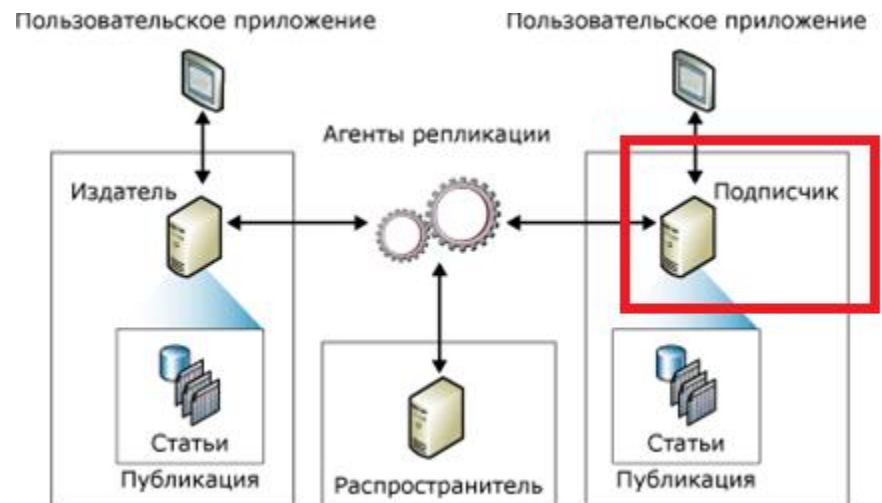 Пользовательское приложение
Пользовательское приложение
Агенты репликации
Издатель
Подписчик
Статьи
Статьи
Публикация
Распространитель
Публикация